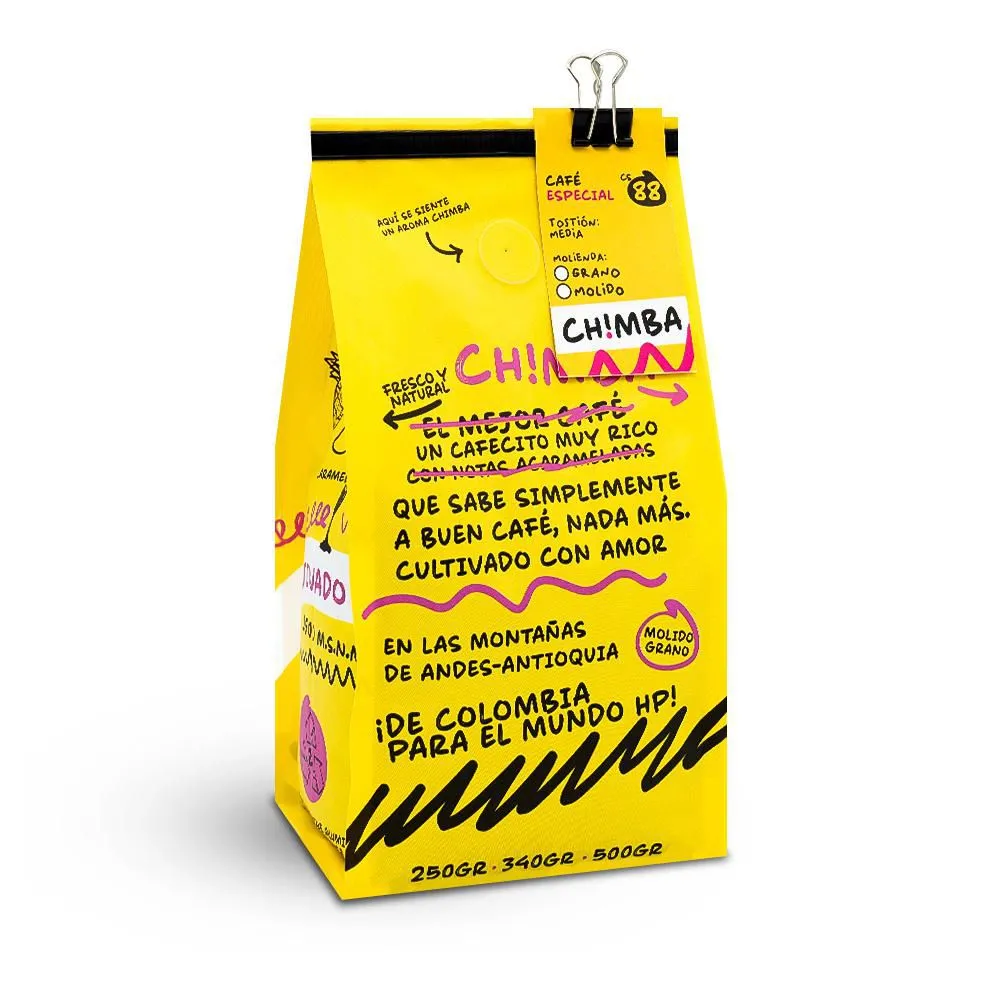 AQUÍ SE SIENTE
UN AROMA CHIMBA
CAFÉ
ESPECIAL
CS 88
TOSTIÓN:
MEDIA
MOLIENDA:
GRANO
MOLIDO
CH!MBA
CH!MBA
FRESCO Y
NATURAL
EL MEJOR CAFÉ
UN CAFECITO MUY RICO
CON NOTAS ACARAMELADAS
QUE SABE SIMPLEMENTE
A BUEN CAFÉ, NADA MÁS.
CULTIVADO CON AMOR
EN LAS MONTAÑAS
DE ANDES-ANTIOQUIA
MOLIDO
GRANO
¡DE COLOMBIA
PARA EL MUNDO HP!
250GR · 340GR · 500GR
M.S.N.M